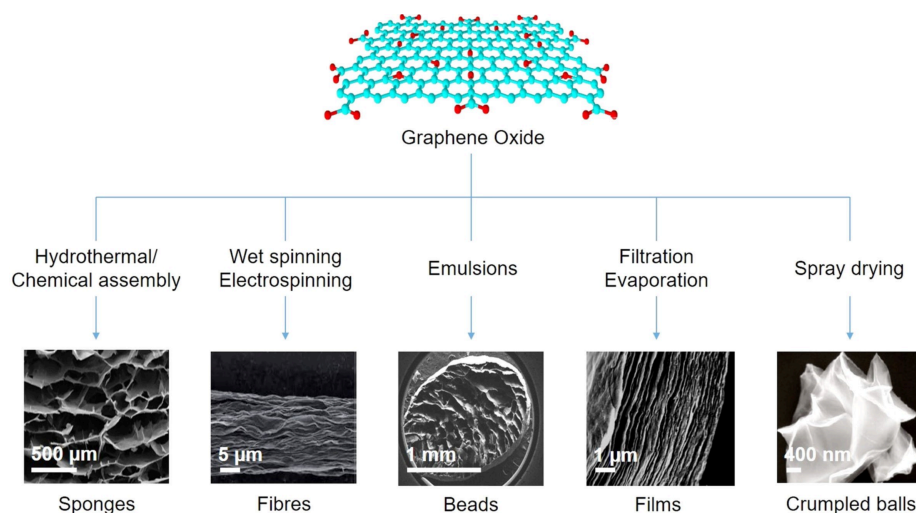 Graphene Oxide
Hydrothermal/
Chemical assembly
Wet spinning
Electrospinning
Emulsions
Filtration
Evaporation
Spray drying
500 µm
5 µm
1 mm
1 µm
400 nm
Sponges
Fibres
Beads
Films
Crumpled balls